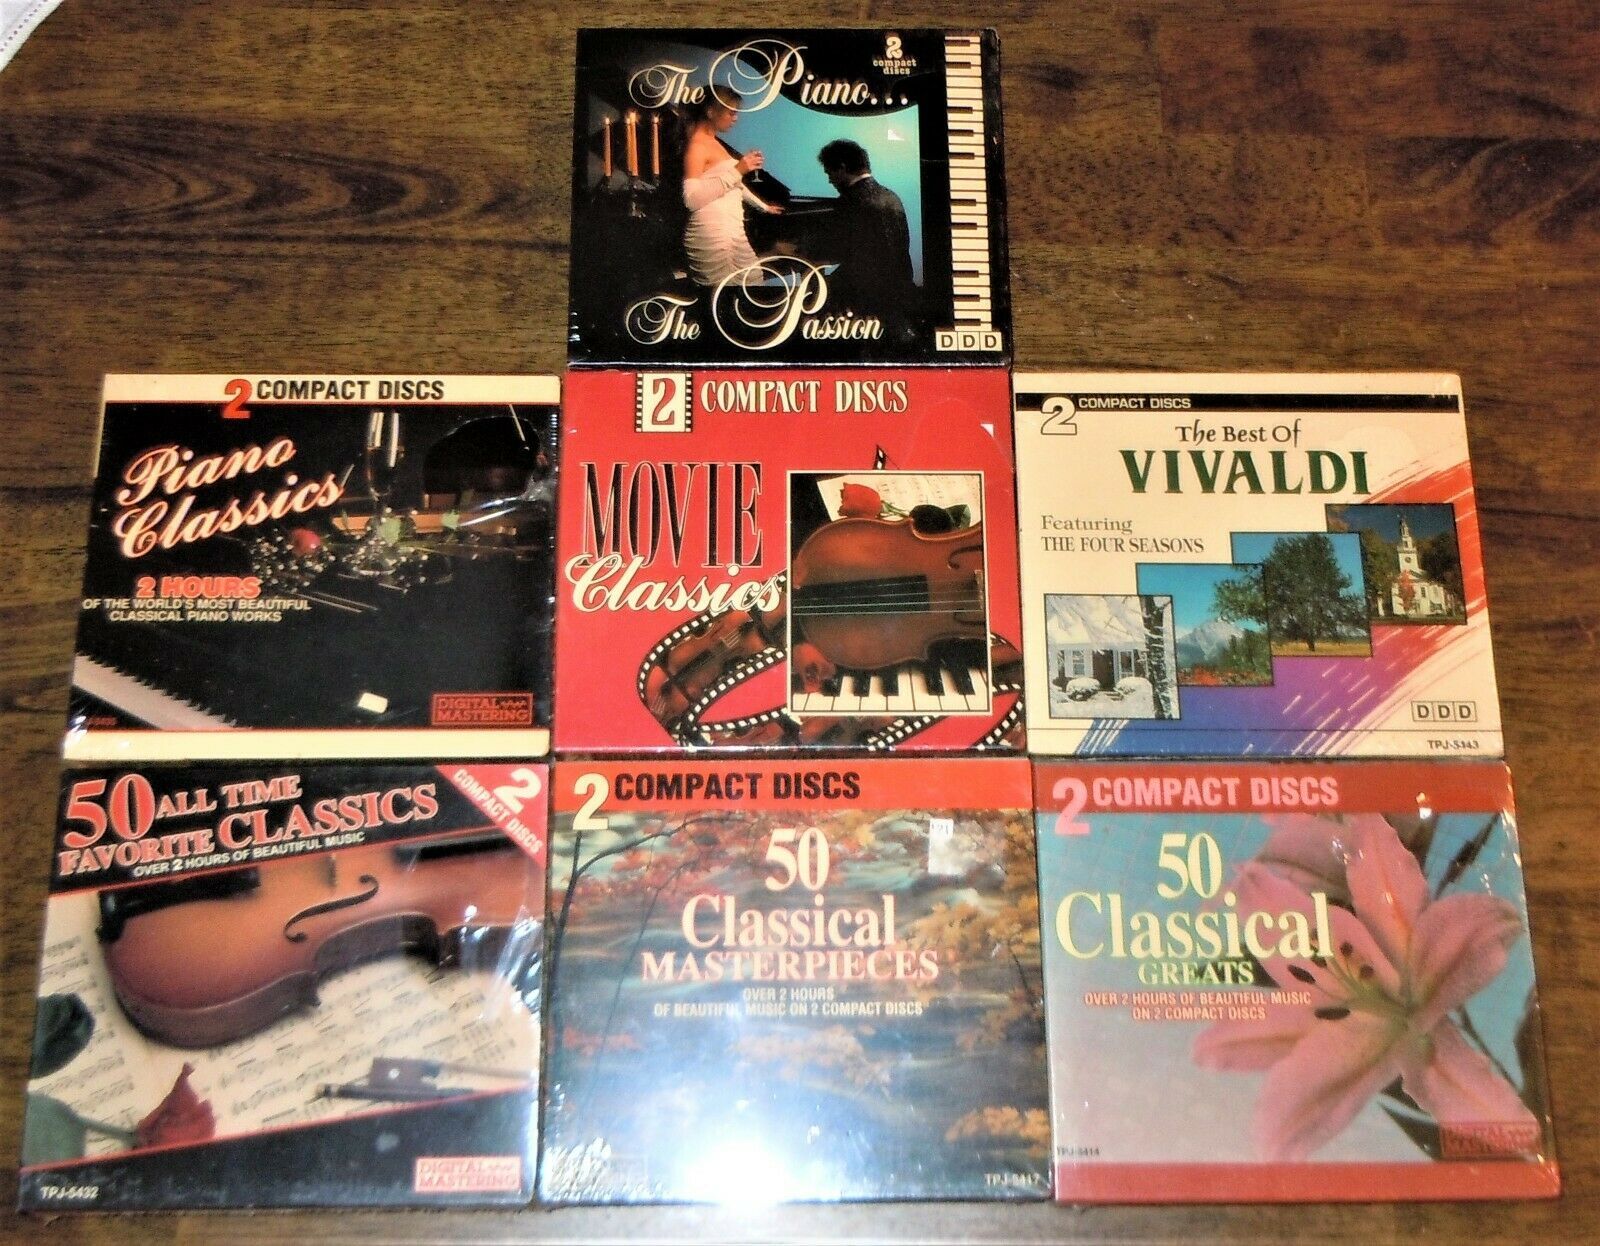 The Piano...
2
compact
discs
The Passion
D D D
2 COMPACT DISCS
Piano
Classics
2 HOURS
OF THE WORLD'S MOST BEAUTIFUL
CLASSICAL PIANO WORKS
DIGITAL
MASTERING
2 COMPACT DISCS
MOVIE
Classics
2 COMPACT DISCS
The Best Of
VIVALDI
Featuring
THE FOUR SEASONS
D D D
TPJ-5443
50 ALL TIME
FAVORITE CLASSICS
OVER 2 HOURS OF BEAUTIFUL MUSIC
2
COMPACT DISCS
DIGITAL
MASTERING
TPJ-5432
2 COMPACT DISCS
50
Classical
MASTERPIECES
OVER 2 HOURS
OF BEAUTIFUL MUSIC ON 2 COMPACT DISCS
TPJ-5417
2 COMPACT DISCS
50
Classical
GREATS
OVER 2 HOURS OF BEAUTIFUL MUSIC
ON 2 COMPACT DISCS
TPJ-5414